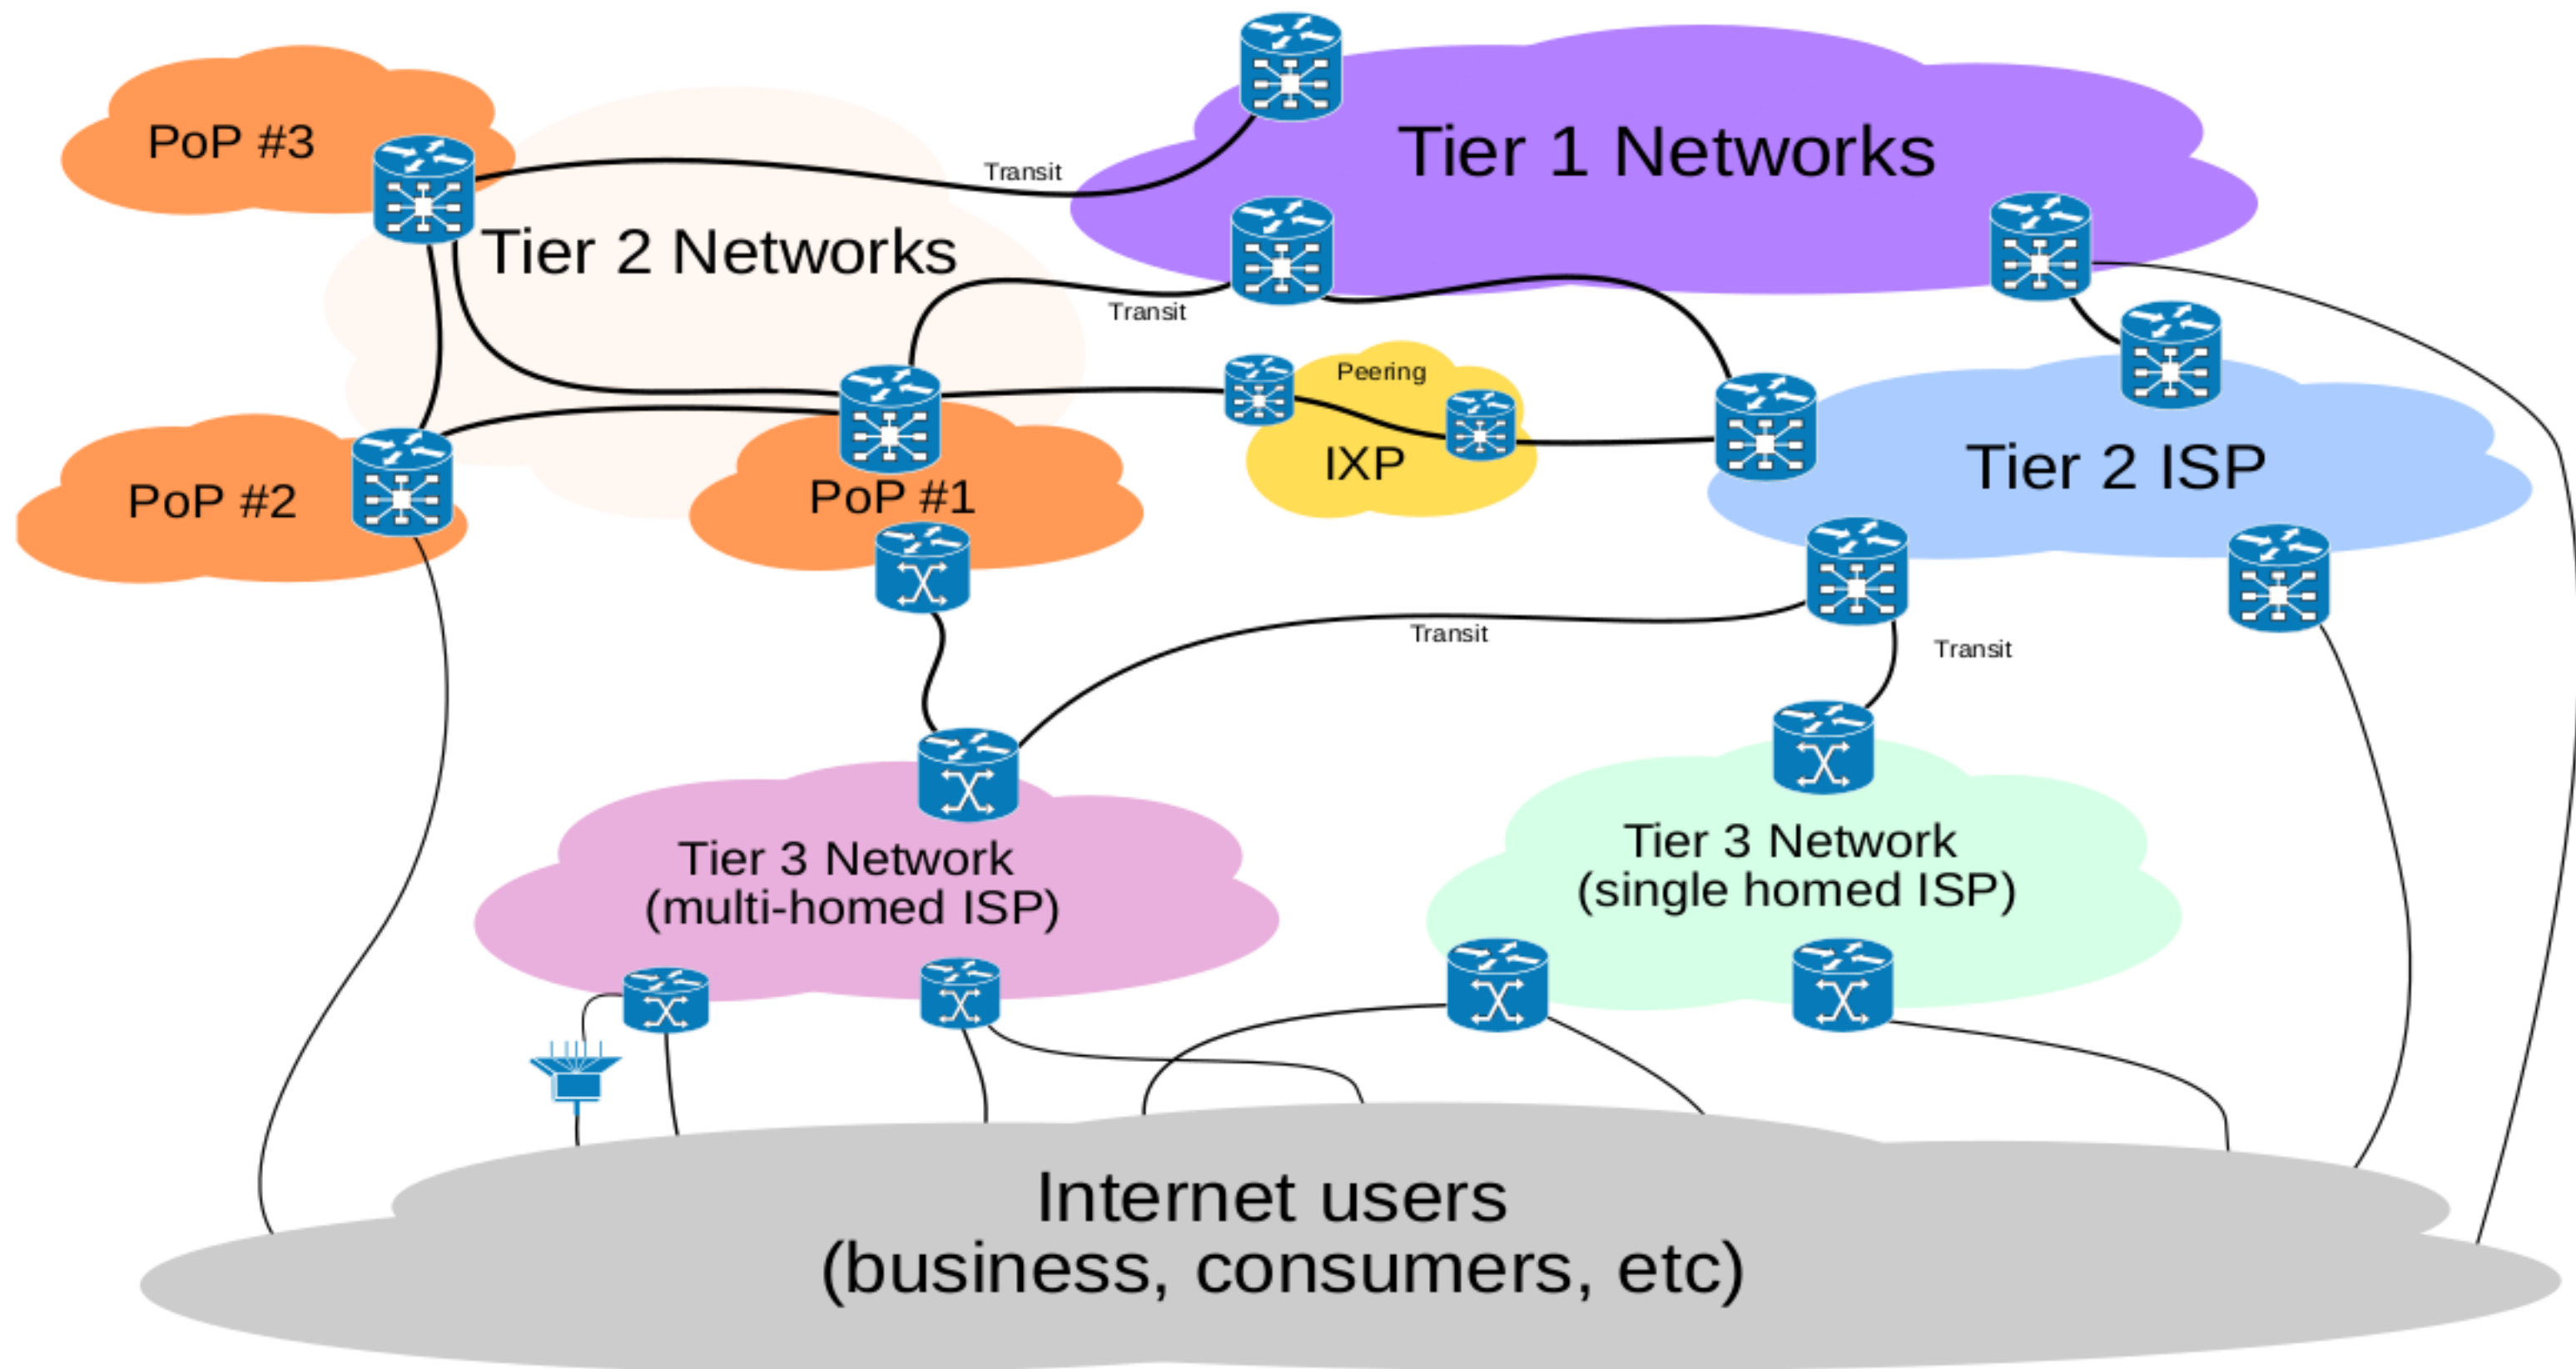 PoP #3
Transit
Tier 1 Networks
Tier 2 Networks
Transit
Peering
IXP
Tier 2 ISP
PoP #2
PoP #1
Transit
Transit
Tier 3 Network
(multi-homed ISP)
Tier 3 Network
(single homed ISP)
Internet users
(business, consumers, etc)